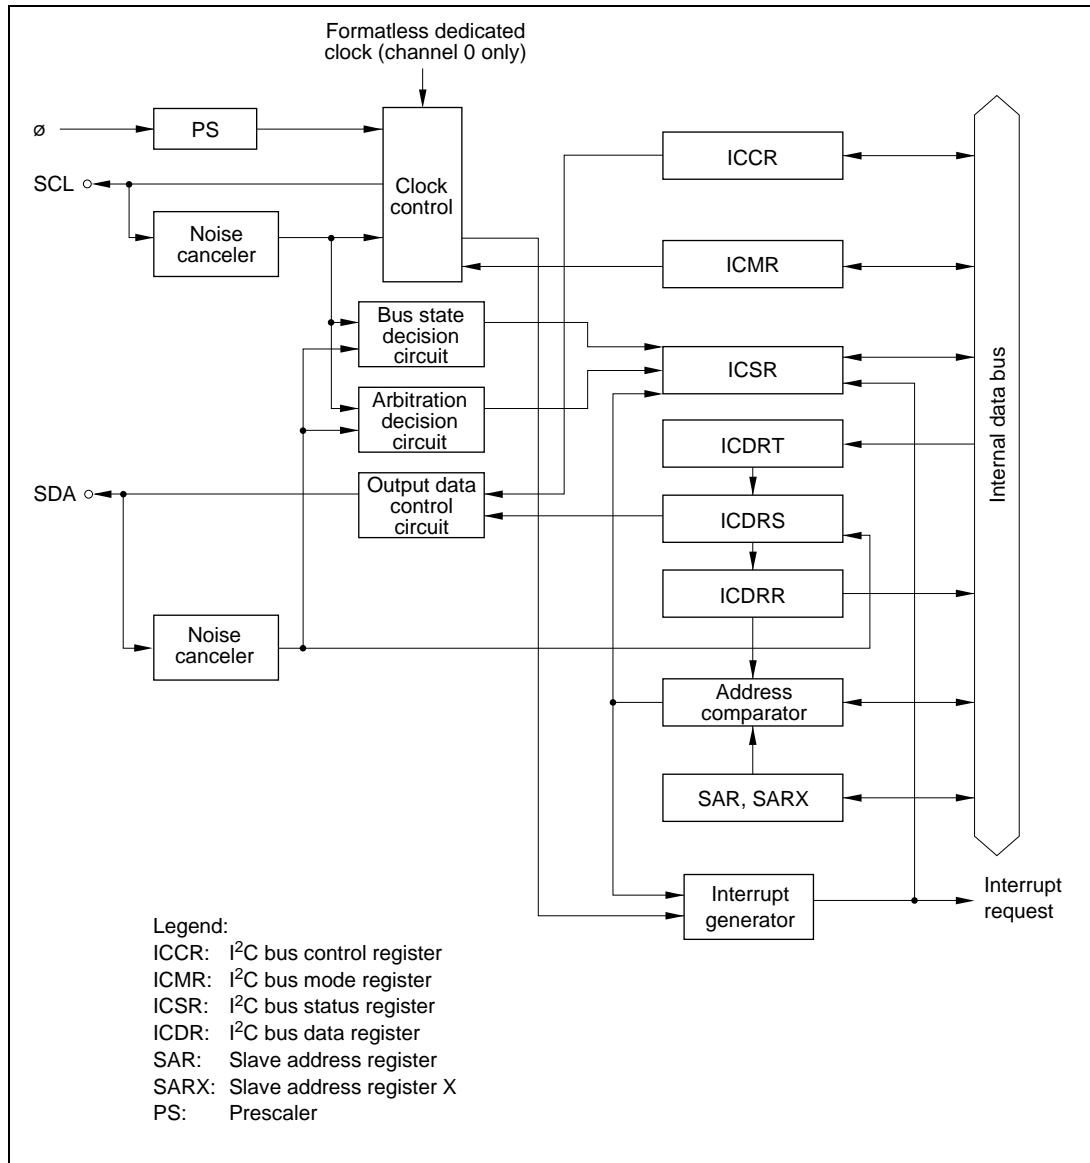 Formatless dedicated
clock (channel 0 only)
ø
PS
ICCR
SCL
Clock
control
Noise
canceler
ICMR
Bus state
decision
circuit
ICSR
Arbitration
decision
circuit
Internal data bus
ICDRT
SDA
Output data
control
circuit
ICDRS
ICDRR
Noise
canceler
Address
comparator
SAR, SARX
Interrupt
generator
Interrupt
request
Legend:
ICCR: I²C bus control register
ICMR: I²C bus mode register
ICSR: I²C bus status register
ICDR: I²C bus data register
SAR: Slave address register
SARX: Slave address register X
PS: Prescaler